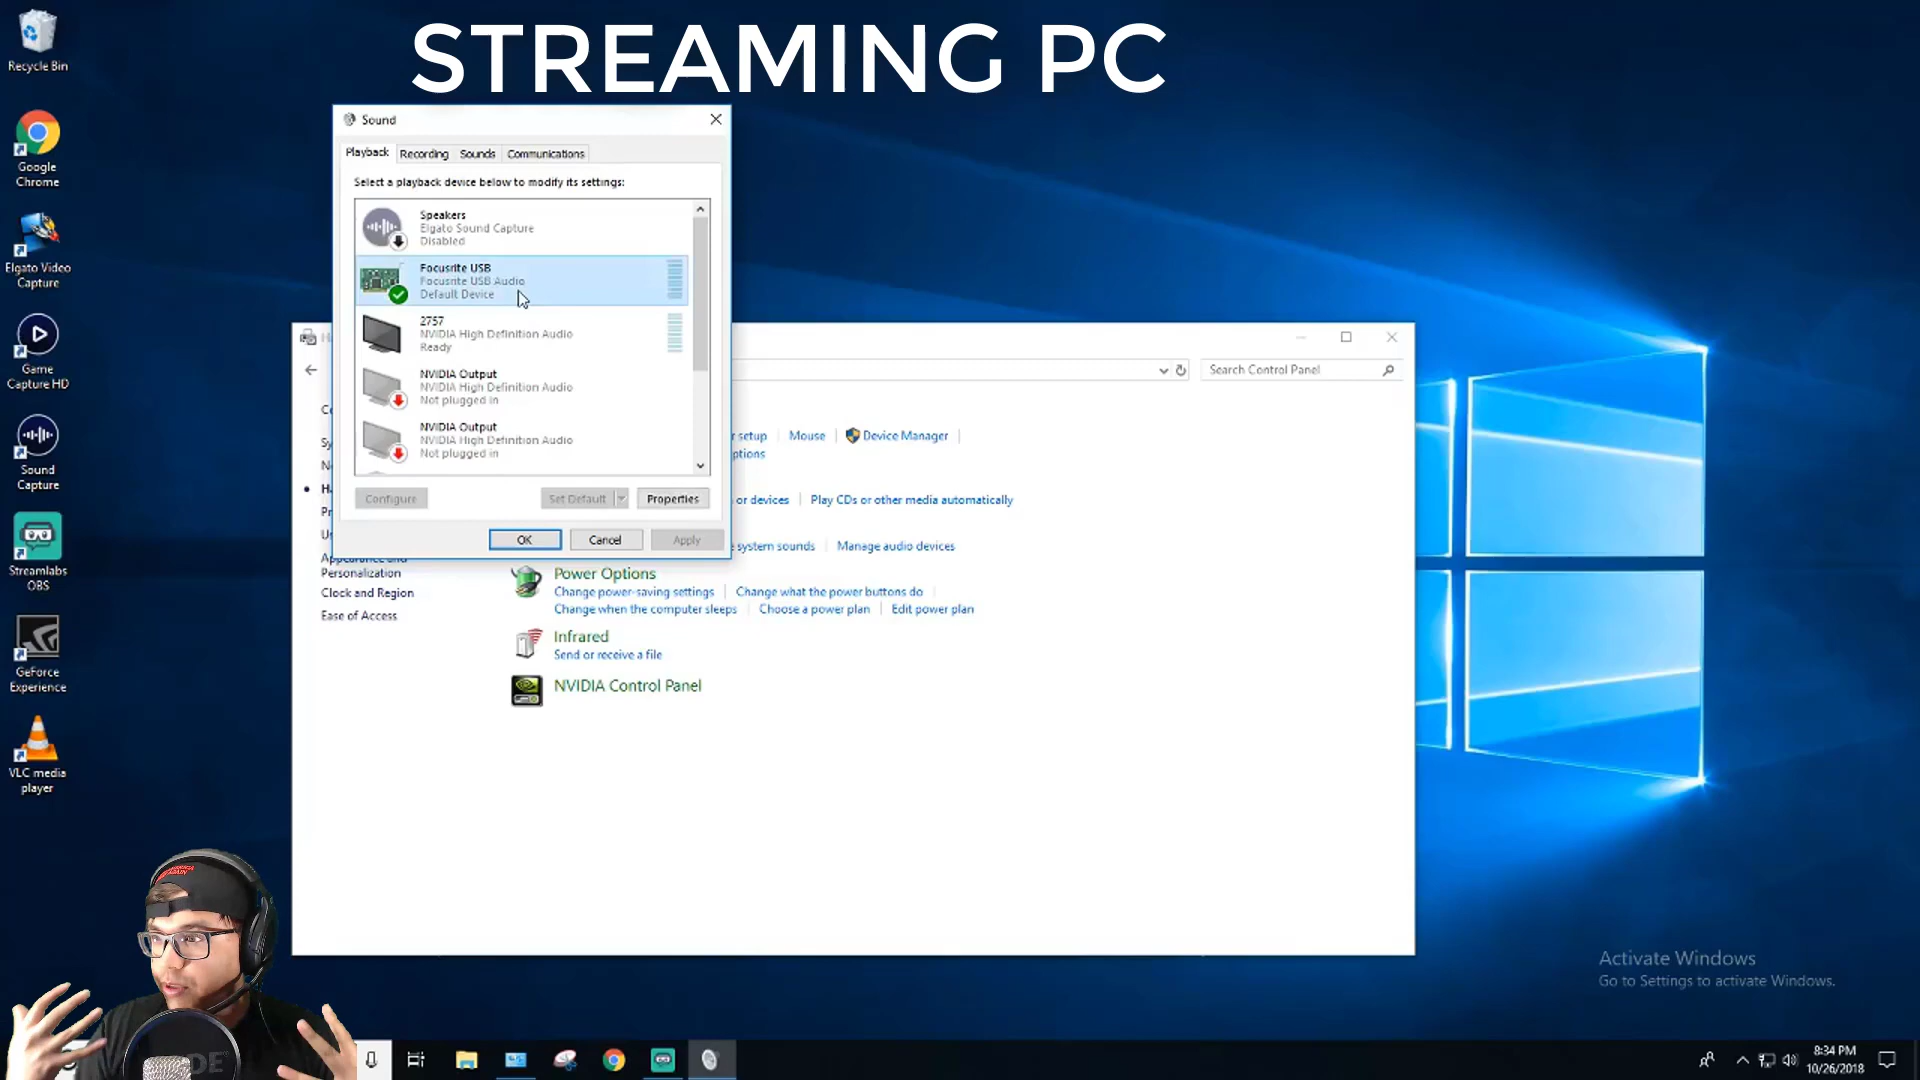 STREAMING PC
Recycle Bin
Google
Chrome
Elgato Video
Capture
Game
Capture HD
Sound
Capture
Streamlabs
OBS
GeForce
Experience
VLC media
player
Sound
Playback
Recording
Sounds
Communications
Select a playback device below to modify its settings:
Speakers
Elgato Sound Capture
Disabled
Focusrite USB
Focusrite USB Audio
Default Device
2757
NVIDIA High Definition Audio
Ready
NVIDIA Output
NVIDIA High Definition Audio
Not plugged in
NVIDIA Output
NVIDIA High Definition Audio
Not plugged in
Configure
Set Default
Properties
OK
Cancel
Apply
Search Control Panel
setup
Mouse
Device Manager
or devices
Play CDs or other media automatically
system sounds
Manage audio devices
Power Options
Change power-saving settings
Change what the power buttons do
Change when the computer sleeps
Choose a power plan
Edit power plan
Infrared
Send or receive a file
NVIDIA Control Panel
Appearance and
Personalization
Clock and Region
Ease of Access
Activate Windows
Go to Settings to activate Windows.
8:34 PM
10/26/2018